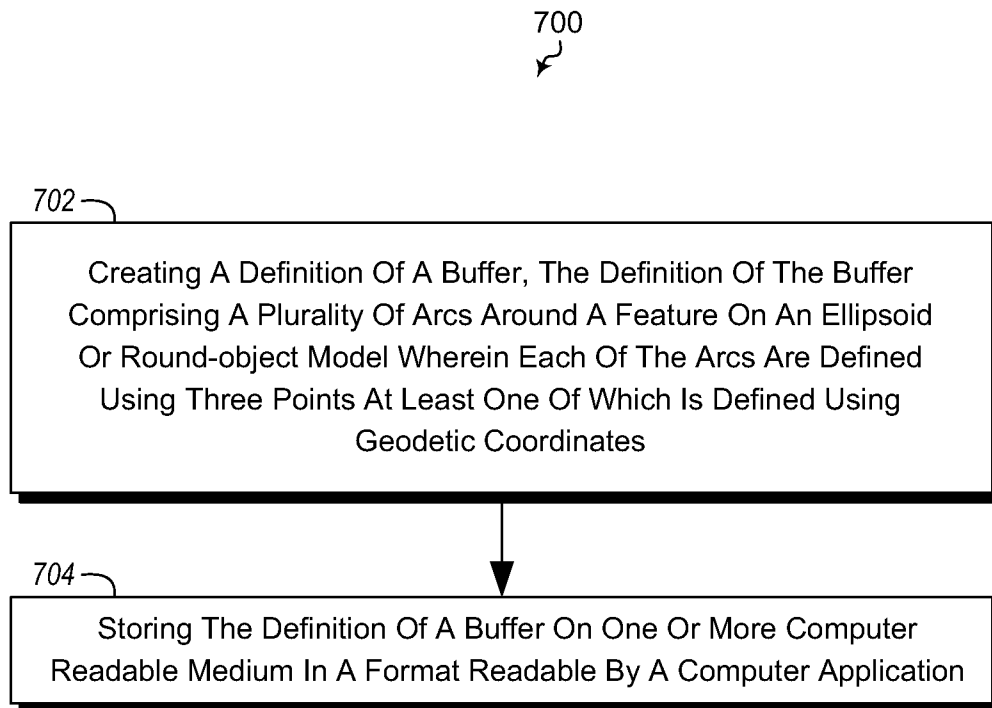 700
702
Creating A Definition Of A Buffer, The Definition Of The Buffer
Comprising A Plurality Of Arcs Around A Feature On An Ellipsoid
Or Round-object Model Wherein Each Of The Arcs Are Defined
Using Three Points At Least One Of Which Is Defined Using
Geodetic Coordinates
704
Storing The Definition Of A Buffer On One Or More Computer
Readable Medium In A Format Readable By A Computer Application